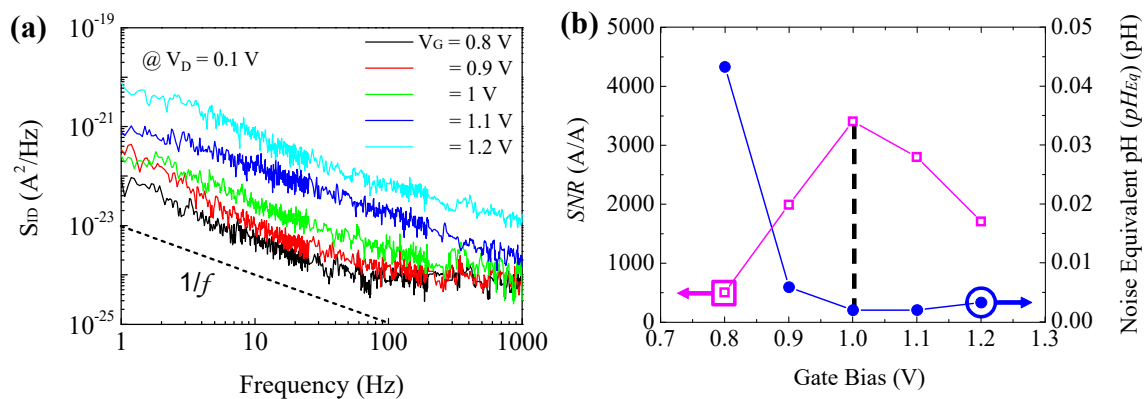 (a)
10⁻¹⁹
10⁻²¹
10⁻²³
10⁻²⁵
S_ID (A²/Hz)
@ V_D = 0.1 V
V_G = 0.8 V
= 0.9 V
= 1 V
= 1.1 V
= 1.2 V
1/f
1 10 100 1000
Frequency (Hz)
(b)
5000
4000
3000
2000
1000
0
SNR (A/A)
0.05
0.04
0.03
0.02
0.01
0.00
Noise Equivalent pH (pH_Eq) (pH)
0.7 0.8 0.9 1.0 1.1 1.2 1.3
Gate Bias (V)